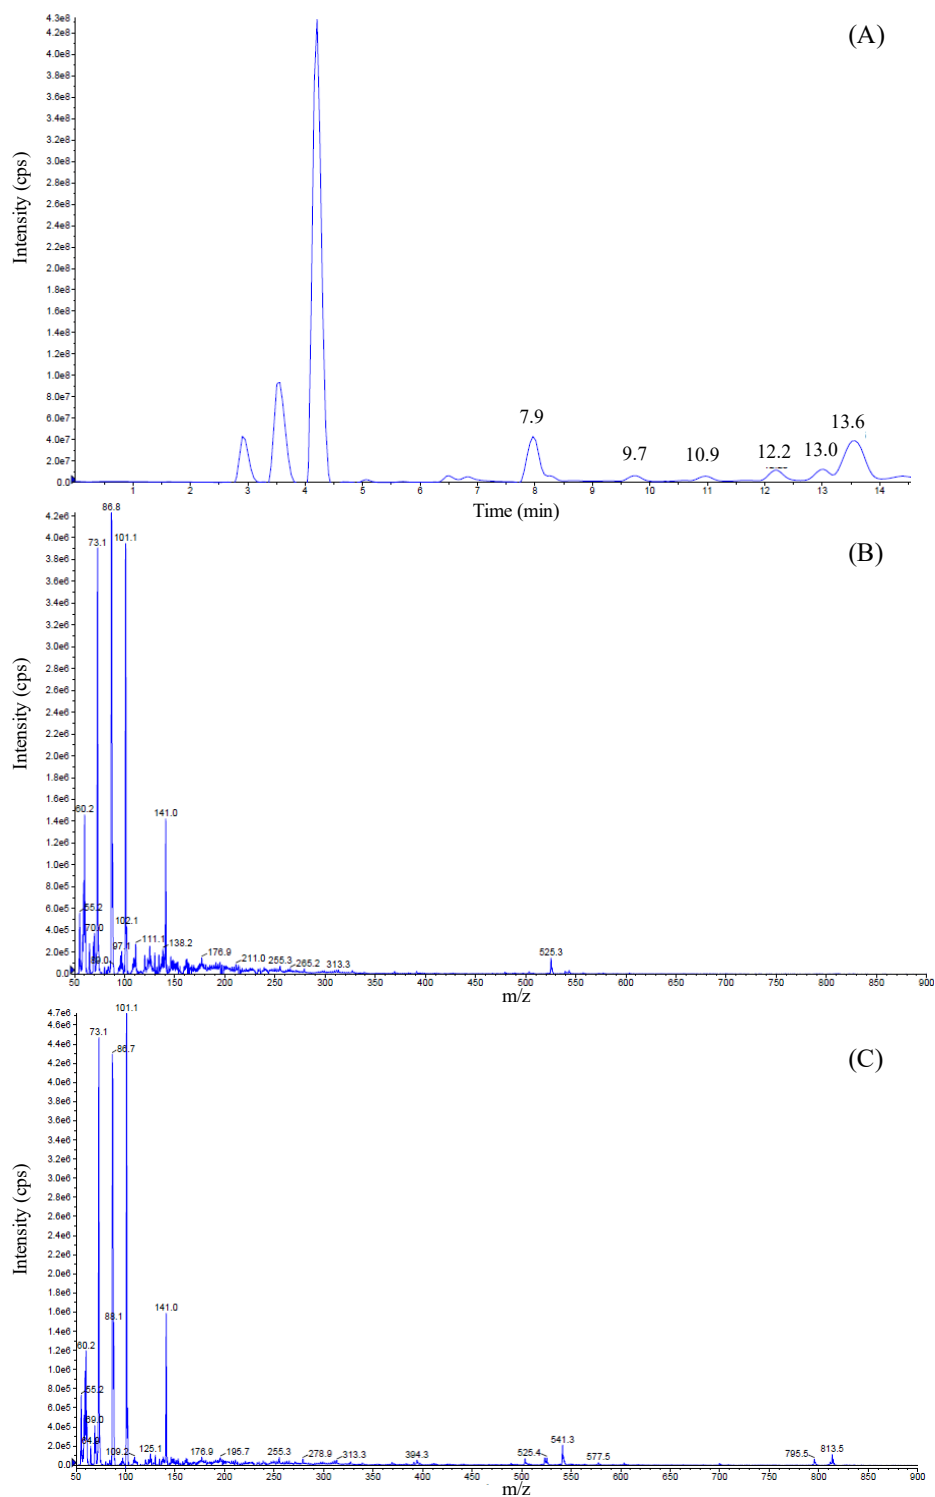 (A)
Intensity (cps)
4.3e8
4.2e8
4.0e8
3.8e8
3.6e8
3.4e8
3.2e8
3.0e8
2.8e8
2.6e8
2.4e8
2.2e8
2.0e8
1.8e8
1.6e8
1.4e8
1.2e8
1.0e8
8.0e7
6.0e7
4.0e7
2.0e7
0.0
7.9
9.7
10.9
12.2
13.0
13.6
1 2 3 4 5 6 7 8 9 10 11 12 13 14
Time (min)
(B)
Intensity (cps)
4.2e6
4.0e6
3.8e6
3.6e6
3.4e6
3.2e6
3.0e6
2.8e6
2.6e6
2.4e6
2.2e6
2.0e6
1.8e6
1.6e6
1.4e6
1.2e6
1.0e6
8.0e5
6.0e5
4.0e5
2.0e5
0.0
86.8
73.1
101.1
60.2
141.0
55.2
70.0
102.1
97.1
111.1
138.2
69.0
176.9
211.0
255.3
265.2
313.3
525.3
50 100 150 200 250 300 350 400 450 500 550 600 650 700 750 800 850 900
m/z
(C)
Intensity (cps)
4.7e6
4.6e6
4.4e6
4.2e6
4.0e6
3.8e6
3.6e6
3.4e6
3.2e6
3.0e6
2.8e6
2.6e6
2.4e6
2.2e6
2.0e6
1.8e6
1.6e6
1.4e6
1.2e6
1.0e6
8.0e5
6.0e5
4.0e5
2.0e5
0.0
101.1
73.1
86.7
88.1
141.0
60.2
55.2
69.0
109.2
125.1
176.9
195.7
255.3
278.9
313.3
394.3
525.4
541.3
577.5
795.5
813.5
50 100 150 200 250 300 350 400 450 500 550 600 650 700 750 800 850 900
m/z